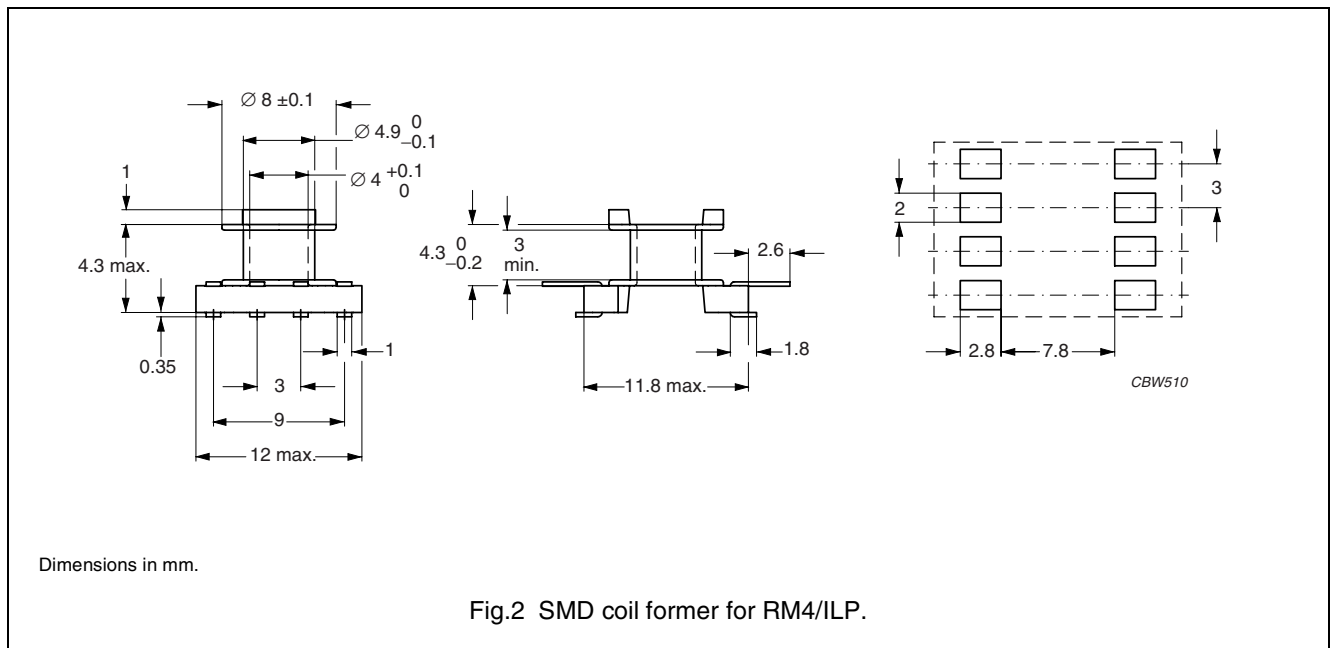 ∅ 8 ±0.1
∅ 4.9 0 −0.1
∅ 4 +0.1 0
1
4.3 max.
0.35
1
3
9
12 max.
4.3 0 −0.2
3 min.
2.6
1.8
11.8 max.
2
3
2.8
7.8
CBW510
Dimensions in mm.
Fig.2 SMD coil former for RM4/ILP.